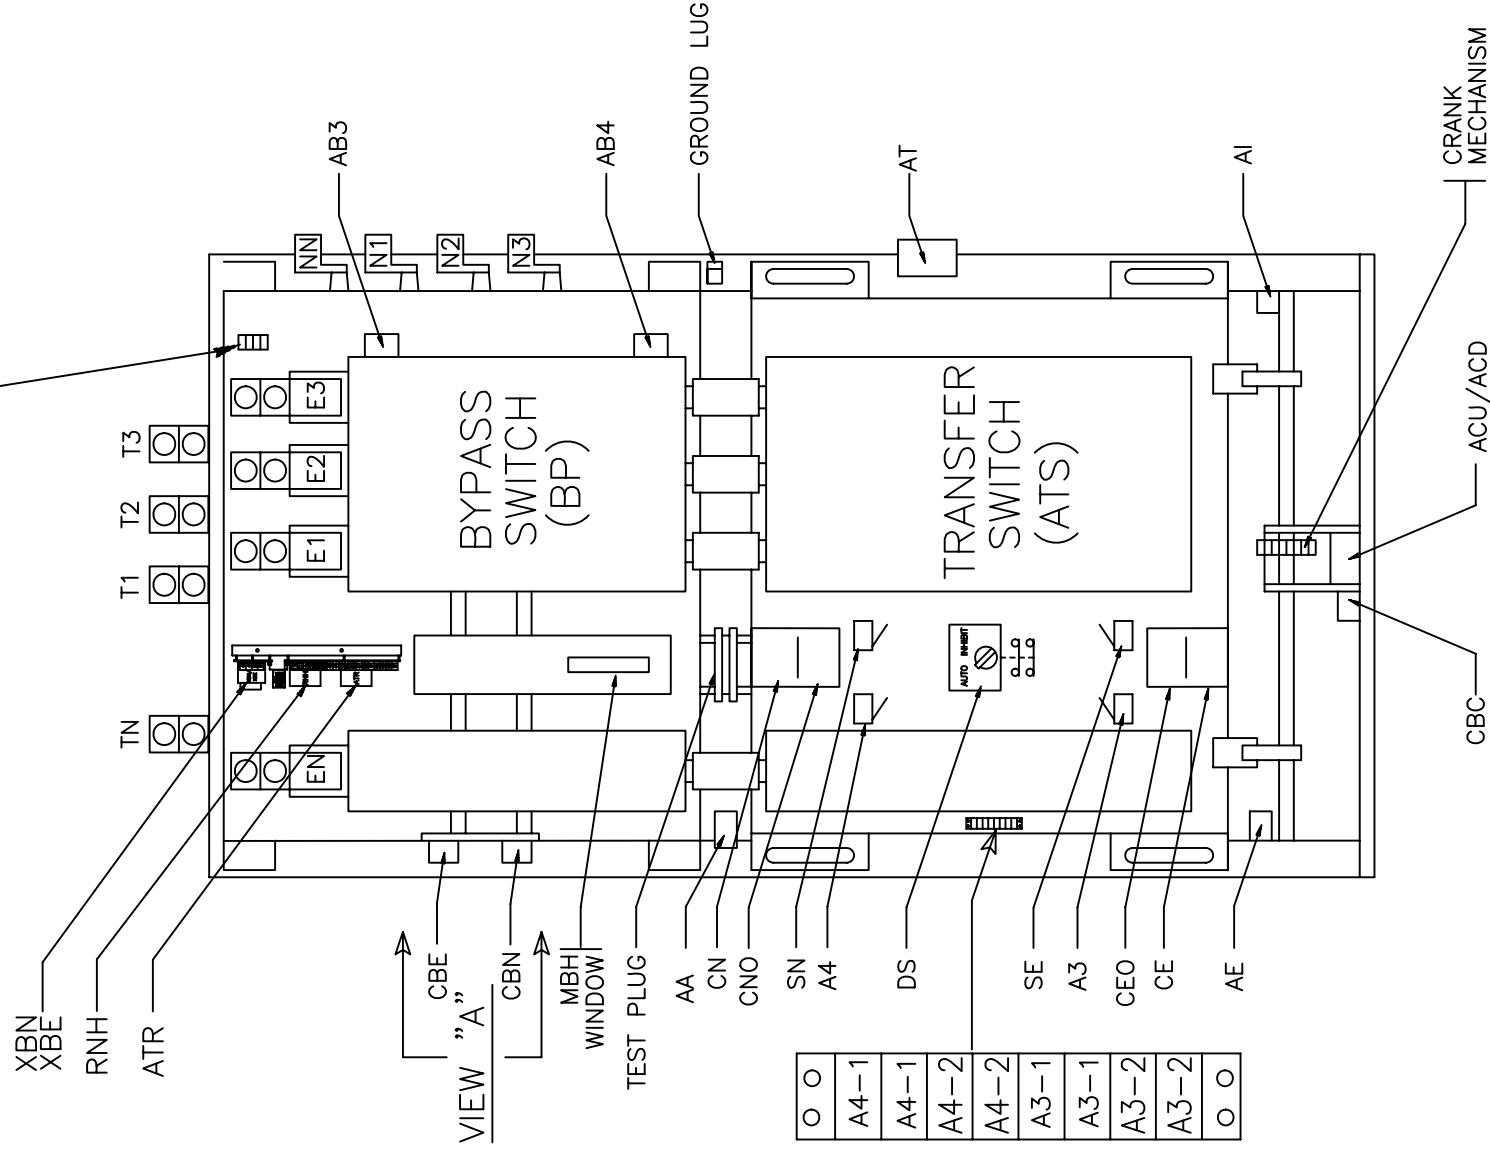 GROUND LUG
CRANK
MECHANISM
AB3
AB4
AT
AI
NN
N1
N2
N3
T3
T2
T1
TN
E3
E2
E1
EN
BYPASS
SWITCH
(BP)
TRANSFER
SWITCH
(ATS)
ACU/ACD
CBC
AUTO INHIBIT
RNH
ATR
XBN
XBE
RNH
ATR
VIEW "A"
CBE
CBN
MBH
WINDOW
TEST PLUG
AA
CN
CNO
SN
A4
DS
SE
A3
CEO
CE
AE
A4-1
A4-1
A4-2
A4-2
A3-1
A3-1
A3-2
A3-2